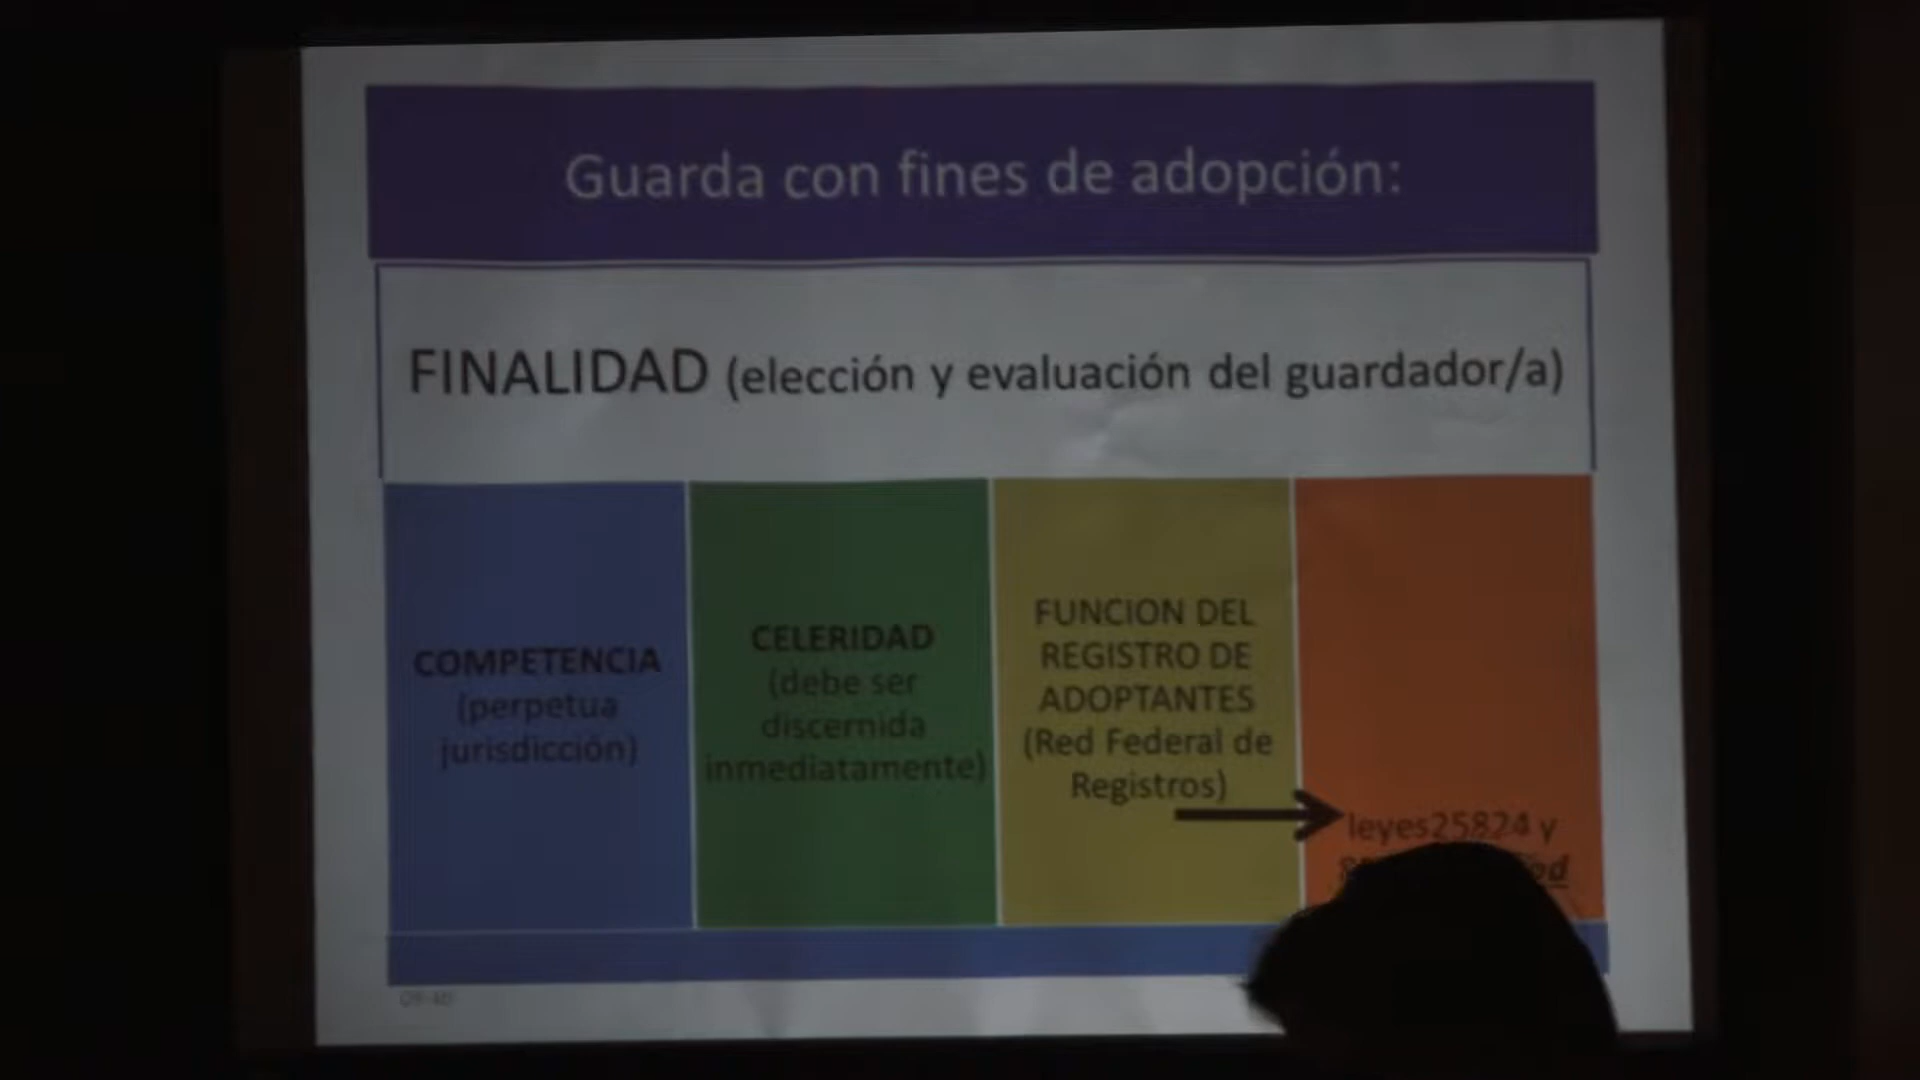 Guarda con fines de adopción:
FINALIDAD (elección y evaluación del guardador/a)
COMPETENCIA
(perpetua
jurisdicción)
CELERIDAD
(debe ser
discernida
inmediatamente)
FUNCION DEL
REGISTRO DE
ADOPTANTES
(Red Federal de
Registros)
leyes25824 y